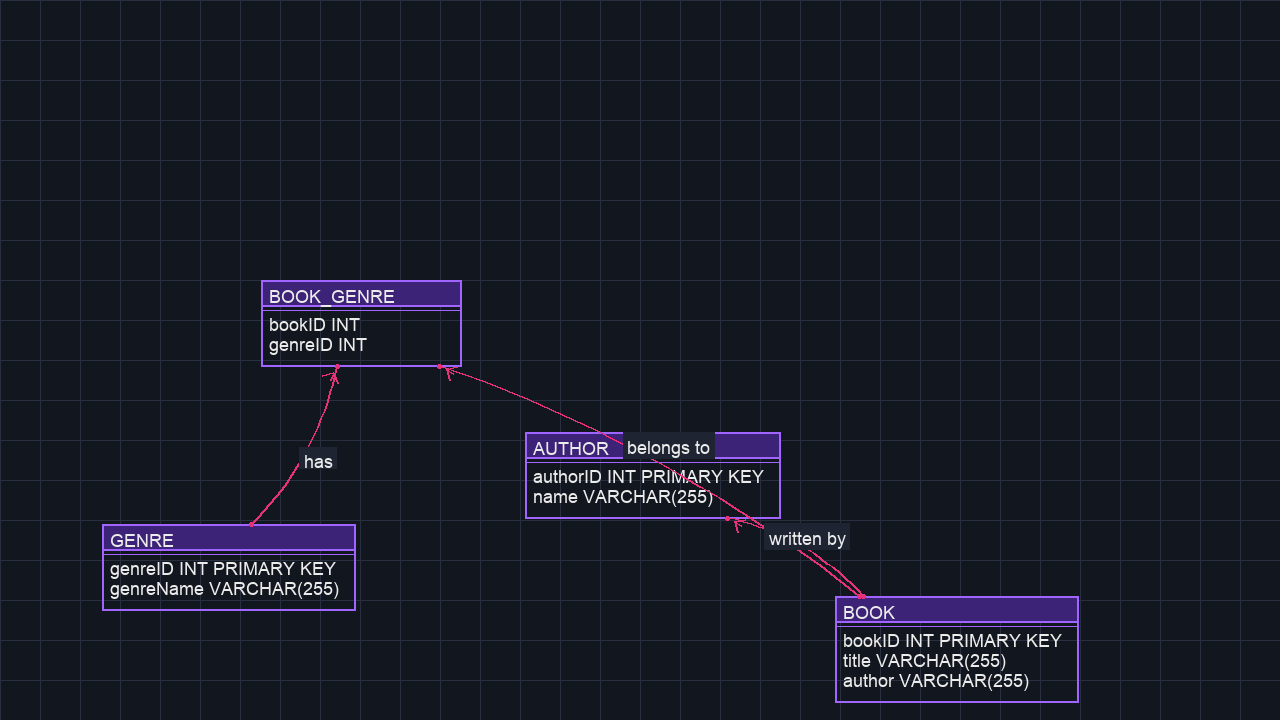 BOOK_GENRE
bookID INT
genreID INT
AUTHOR
belongs to
authorID INT PRIMARY KEY
name VARCHAR(255)
has
GENRE
genreID INT PRIMARY KEY
genreName VARCHAR(255)
written by
BOOK
bookID INT PRIMARY KEY
title VARCHAR(255)
author VARCHAR(255)